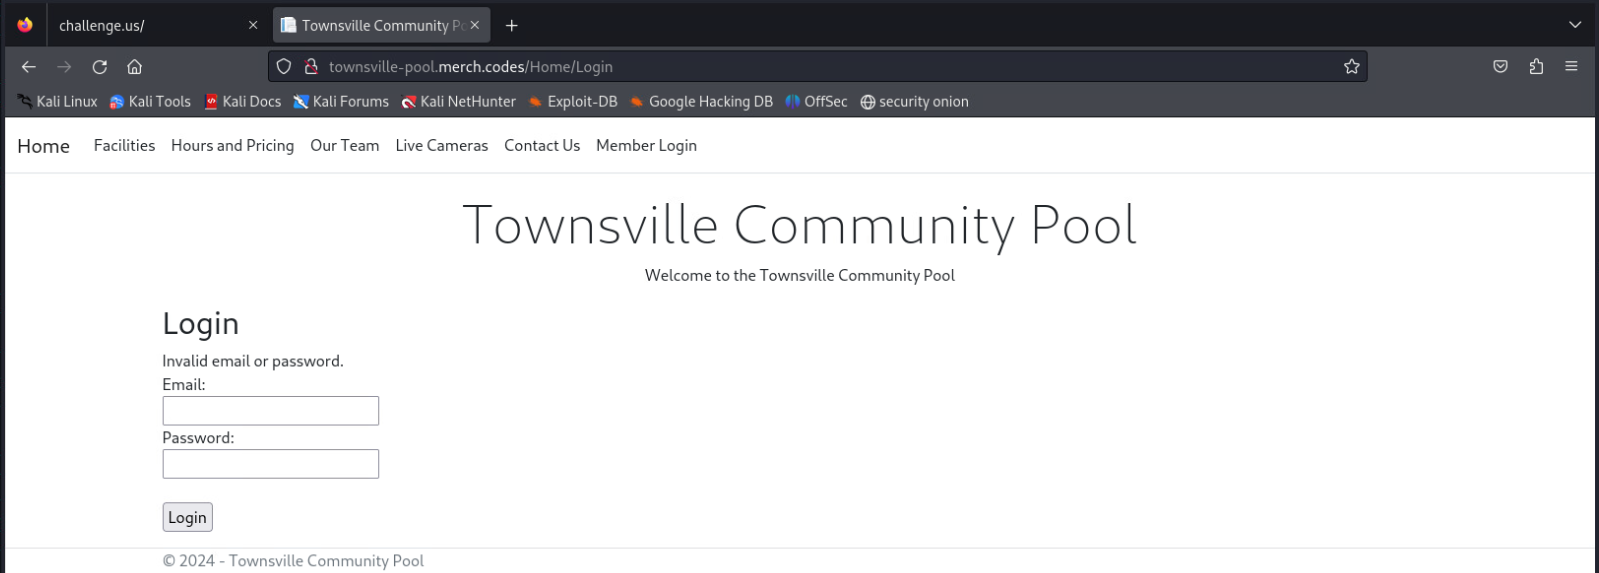 challenge.us/
Townsville Community Po
townsville-pool.merch.codes/Home/Login
Kali Linux Kali Tools Kali Docs Kali Forums Kali NetHunter Exploit-DB Google Hacking DB OffSec security onion
Home Facilities Hours and Pricing Our Team Live Cameras Contact Us Member Login
Townsville Community Pool
Welcome to the Townsville Community Pool
Login
Invalid email or password.
Email:
Password:
Login
© 2024 - Townsville Community Pool